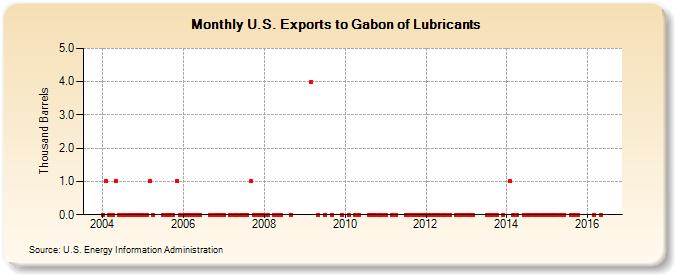 Monthly U.S. Exports to Gabon of Lubricants
Thousand Barrels
5.0
4.0
3.0
2.0
1.0
0.0
2004 2006 2008 2010 2012 2014 2016
Source: U.S. Energy Information Administration